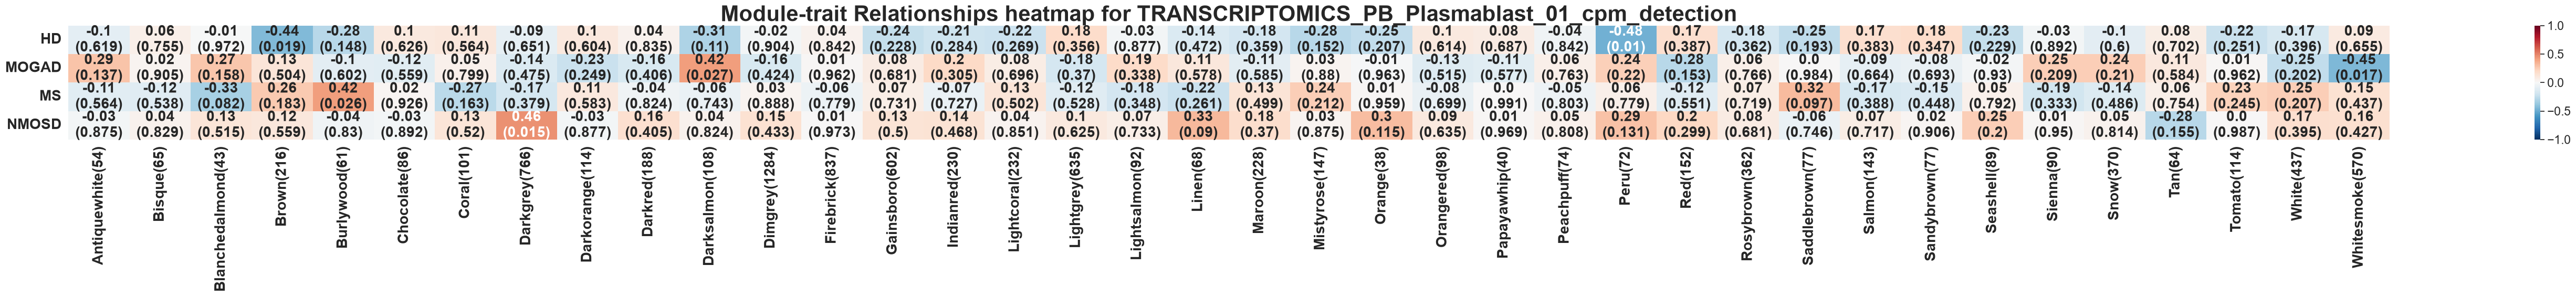 Module-trait Relationships heatmap for TRANSCRIPTOMICS_PB_Plasmablast_01_cpm_detection
HD
-0.1 0.06 -0.01 -0.44 -0.28 0.1 0.11 -0.09 0.1 0.04 -0.31 -0.02 0.04 -0.24 -0.21 -0.22 0.18 -0.03 -0.14 -0.18 -0.28 -0.25 0.1 0.08 -0.04 -0.48 0.17 -0.18 -0.25 0.17 0.18 -0.23 -0.03 -0.1 0.08 -0.22 -0.17 0.09
(0.619) (0.755) (0.972) (0.019) (0.148) (0.626) (0.564) (0.651) (0.604) (0.835) (0.11) (0.904) (0.842) (0.228) (0.284) (0.269) (0.356) (0.877) (0.472) (0.359) (0.152) (0.207) (0.614) (0.687) (0.842) (0.01) (0.387) (0.362) (0.193) (0.383) (0.347) (0.229) (0.892) (0.6) (0.702) (0.251) (0.396) (0.655)
MOGAD
0.29 0.02 0.27 0.13 -0.1 -0.12 0.05 -0.14 -0.23 -0.16 0.42 -0.16 0.01 0.08 0.2 0.08 -0.18 0.19 0.11 -0.11 0.03 -0.01 -0.13 -0.11 0.06 0.24 -0.28 0.06 0.0 -0.09 -0.08 -0.02 0.25 0.24 0.11 0.01 -0.25 -0.45
(0.137) (0.905) (0.158) (0.504) (0.602) (0.559) (0.799) (0.475) (0.249) (0.406) (0.027) (0.424) (0.962) (0.681) (0.305) (0.696) (0.37) (0.338) (0.578) (0.585) (0.88) (0.963) (0.515) (0.577) (0.763) (0.22) (0.153) (0.766) (0.984) (0.664) (0.693) (0.93) (0.209) (0.21) (0.584) (0.962) (0.202) (0.017)
MS
-0.11 -0.12 -0.33 0.26 0.42 0.02 -0.27 -0.17 0.11 -0.04 -0.06 0.03 -0.06 0.07 -0.07 0.13 -0.12 -0.18 -0.22 0.13 0.24 0.01 -0.08 0.0 -0.05 0.06 -0.12 0.07 0.32 -0.17 -0.15 0.05 -0.19 -0.14 0.06 0.23 0.25 0.15
(0.564) (0.538) (0.082) (0.183) (0.026) (0.926) (0.163) (0.379) (0.583) (0.824) (0.743) (0.888) (0.779) (0.731) (0.727) (0.502) (0.528) (0.348) (0.261) (0.499) (0.212) (0.959) (0.699) (0.991) (0.803) (0.779) (0.551) (0.719) (0.097) (0.388) (0.448) (0.792) (0.333) (0.486) (0.754) (0.245) (0.207) (0.437)
NMOSD
-0.03 0.04 0.13 0.12 -0.04 -0.03 0.13 0.46 -0.03 0.16 0.04 0.15 0.01 0.13 0.14 0.04 0.1 0.07 0.33 0.18 0.03 0.3 0.09 0.01 0.05 0.29 0.2 0.08 -0.06 0.07 0.02 0.25 0.01 0.05 -0.28 0.0 0.17 0.16
(0.875) (0.829) (0.515) (0.559) (0.83) (0.892) (0.52) (0.015) (0.877) (0.405) (0.824) (0.433) (0.973) (0.5) (0.468) (0.851) (0.625) (0.733) (0.09) (0.37) (0.875) (0.115) (0.635) (0.969) (0.808) (0.131) (0.299) (0.681) (0.746) (0.717) (0.906) (0.2) (0.95) (0.814) (0.155) (0.987) (0.395) (0.427)
Antiquewhite(54)
Bisque(65)
Blanchedalmond(43)
Brown(216)
Burlywood(61)
Chocolate(86)
Coral(101)
Darkgrey(766)
Darkorange(114)
Darkred(188)
Darksalmon(108)
Dimgrey(1284)
Firebrick(837)
Gainsboro(602)
Indianred(230)
Lightcoral(232)
Lightgrey(635)
Lightsalmon(92)
Linen(68)
Maroon(228)
Mistyrose(147)
Orange(38)
Orangered(98)
Papayawhip(40)
Peachpuff(74)
Peru(72)
Red(152)
Rosybrown(362)
Saddlebrown(77)
Salmon(143)
Sandybrown(77)
Seashell(89)
Sienna(90)
Snow(370)
Tan(64)
Tomato(114)
White(437)
Whitesmoke(570)
1.0
0.5
0.0
−0.5
−1.0